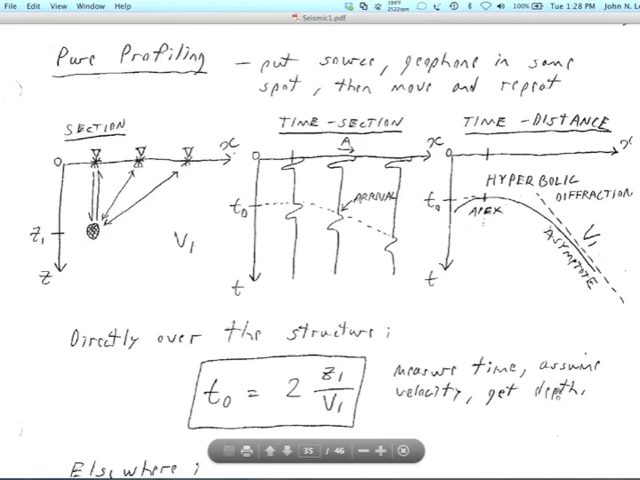 File Edit View Window Help
100% Tue 1:28 PM John N. Lo
Seismic1.pdf
Pure Profiling - put source, geophone in same
spot, then move and repeat
SECTION
TIME - SECTION
TIME - DISTANCE
0 x
0 A x
0 x
HYPERBOLIC
DIFFRACTION
t0 ARRIVAL
t0 APEX
V1
ASYMPTOTE
z1 V1
z
t
t
Directly over the structure;
t0 = 2 z1/V1
measure time, assume
velocity, get depth.
35 / 46
Elsewhere;